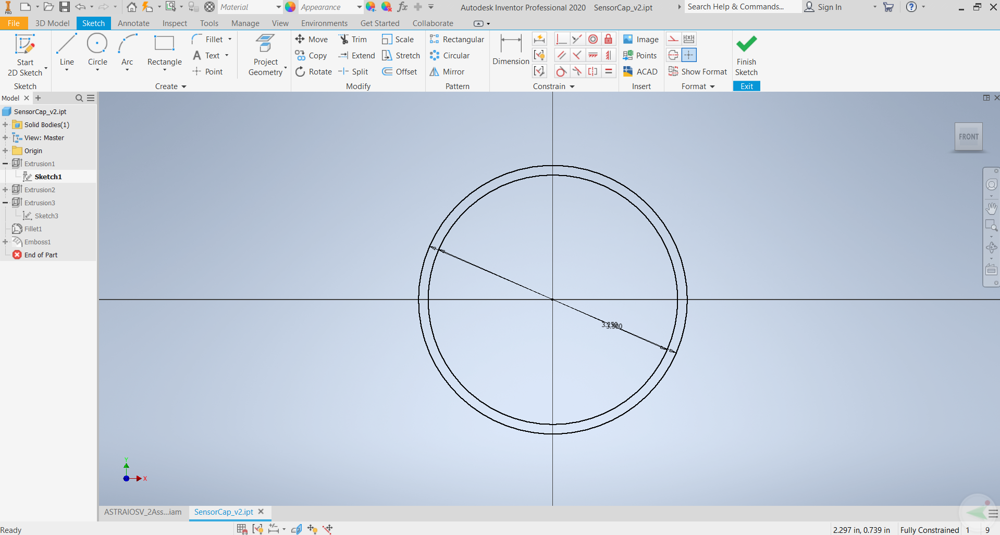 PRO
Material
Appearance
fx
Autodesk Inventor Professional 2020 SensorCap_v2.ipt
Search Help & Commands...
Sign In
File 3D Model Sketch Annotate Inspect Tools Manage View Environments Get Started Collaborate
Start
2D Sketch
Sketch
Line
Circle
Arc
Rectangle
Fillet
A Text
Point
Create
Project
Geometry
Move
Copy
Rotate
Trim
Extend
Split
Scale
Stretch
Offset
Modify
Rectangular
Circular
Mirror
Pattern
Dimension
Constrain
Image
Points
ACAD
Insert
Show Format
Format
Finish
Sketch
Exit
Model
SensorCap_v2.ipt
Solid Bodies(1)
View: Master
Origin
Extrusion1
Sketch1
Extrusion2
Extrusion3
Sketch3
Fillet1
Emboss1
End of Part
FRONT
3.250
3.500
Y
X
ASTRAIOSV_2Ass...iam
SensorCap_v2.ipt
Ready
2.297 in, 0.739 in
Fully Constrained
1
9